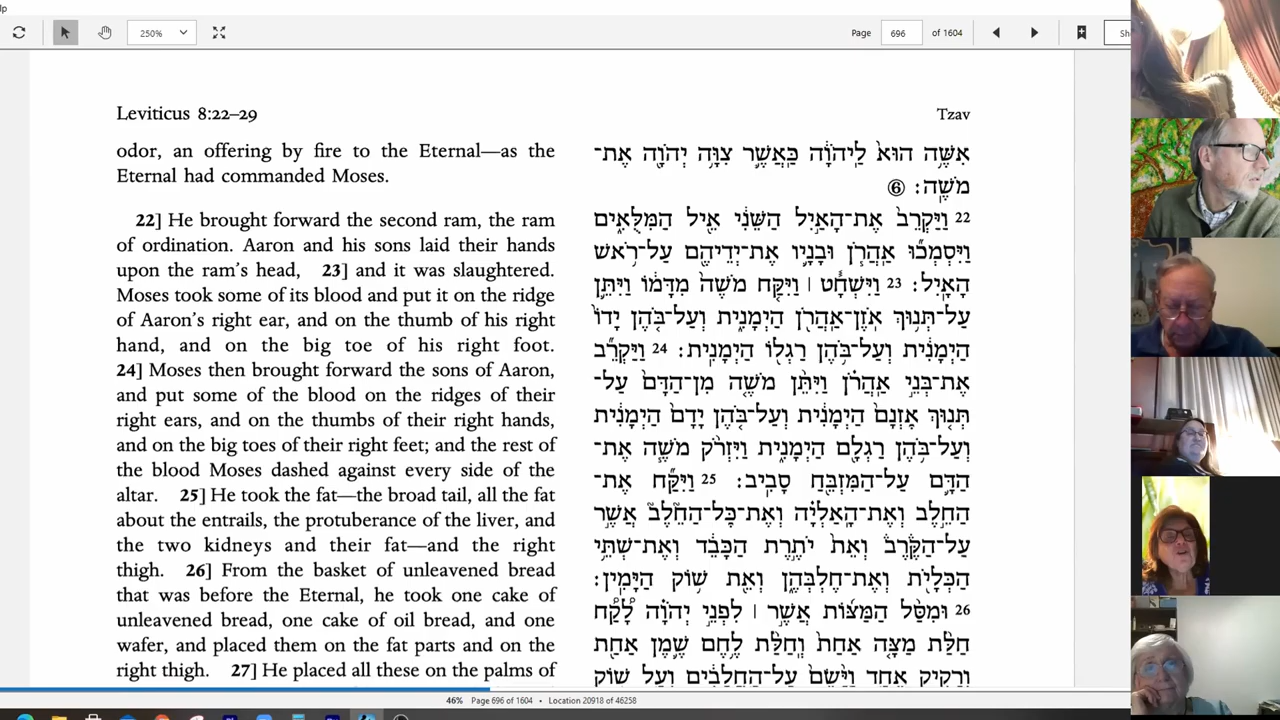 lp
250%
Page 696 of 1604
Leviticus 8:22–29
Tzav
odor, an offering by fire to the Eternal—as the
Eternal had commanded Moses.
22] He brought forward the second ram, the ram
of ordination. Aaron and his sons laid their hands
upon the ram's head, 23] and it was slaughtered.
Moses took some of its blood and put it on the ridge
of Aaron's right ear, and on the thumb of his right
hand, and on the big toe of his right foot.
24] Moses then brought forward the sons of Aaron,
and put some of the blood on the ridges of their
right ears, and on the thumbs of their right hands,
and on the big toes of their right feet; and the rest of
the blood Moses dashed against every side of the
altar. 25] He took the fat—the broad tail, all the fat
about the entrails, the protuberance of the liver, and
the two kidneys and their fat—and the right
thigh. 26] From the basket of unleavened bread
that was before the Eternal, he took one cake of
unleavened bread, one cake of oil bread, and one
wafer, and placed them on the fat parts and on the
right thigh. 27] He placed all these on the palms of
אִשֶּׁ֥ה הוּא֙ לַֽיהֹוָ֔ה כַּאֲשֶׁ֛ר צִוָּ֥ה יְהֹוָ֖ה אֶת־
מֹשֶֽׁה׃ ⑥
22 וַיַּקְרֵב֙ אֶת־הָאַ֣יִל הַשֵּׁנִ֔י אֵ֖יל הַמִּלֻּאִ֑ים
וַֽיִּסְמְכ֞וּ אַהֲרֹ֧ן וּבָנָ֛יו אֶת־יְדֵיהֶ֖ם עַל־רֹ֥אשׁ
הָאָֽיִל׃ 23 וַיִּשְׁחָ֓ט ׀ וַיִּקַּ֤ח מֹשֶׁה֙ מִדָּמ֔וֹ וַיִּתֵּ֛ן
עַל־תְּנ֥וּךְ אֹֽזֶן־אַהֲרֹ֖ן הַיְמָנִ֑ית וְעַל־בֹּ֤הֶן יָדוֹ֙
הַיְמָנִ֔ית וְעַל־בֹּ֥הֶן רַגְל֖וֹ הַיְמָנִֽית׃ 24 וַיַּקְרֵ֞ב
אֶת־בְּנֵ֣י אַהֲרֹ֗ן וַיִּתֵּ֨ן מֹשֶׁ֤ה מִן־הַדָּם֙ עַל־
תְּנ֤וּךְ אׇזְנָם֙ הַיְמָנִ֔ית וְעַל־בֹּ֤הֶן יָדָם֙ הַיְמָנִ֔ית
וְעַל־בֹּ֥הֶן רַגְלָ֖ם הַיְמָנִ֑ית וַיִּזְרֹ֨ק מֹשֶׁ֧ה אֶת־
הַדָּ֛ם עַל־הַמִּזְבֵּ֖חַ סָבִֽיב׃ 25 וַיִּקַּ֞ח אֶת־
הַחֵ֣לֶב וְאֶת־הָֽאַלְיָ֗ה וְאֶת־כׇּל־הַחֵ֘לֶב֮ אֲשֶׁ֣ר
עַל־הַקֶּ֒רֶב֒ וְאֵת֙ יֹתֶ֣רֶת הַכָּבֵ֔ד וְאֶת־שְׁתֵּ֥י
הַכְּלָיֹ֖ת וְאֶת־חֶלְבְּהֶ֑ן וְאֵ֖ת שׁ֥וֹק הַיָּמִֽין׃
26 וּמִסַּ֨ל הַמַּצּ֜וֹת אֲשֶׁ֣ר ׀ לִפְנֵ֣י יְהֹוָ֗ה לָ֠קַ֠ח
חַלַּ֨ת מַצָּ֤ה אַחַת֙ וְֽחַלַּ֨ת לֶ֥חֶם שֶׁ֛מֶן אַחַ֖ת
וְרָקִ֣יק אֶחָ֑ד וַיָּ֙שֶׂם֙ עַל־הַ֣חֲלָבִ֔ים וְעַ֖ל שׁ֥וֹק
46% Page 696 of 1604 • Location 20918 of 46258